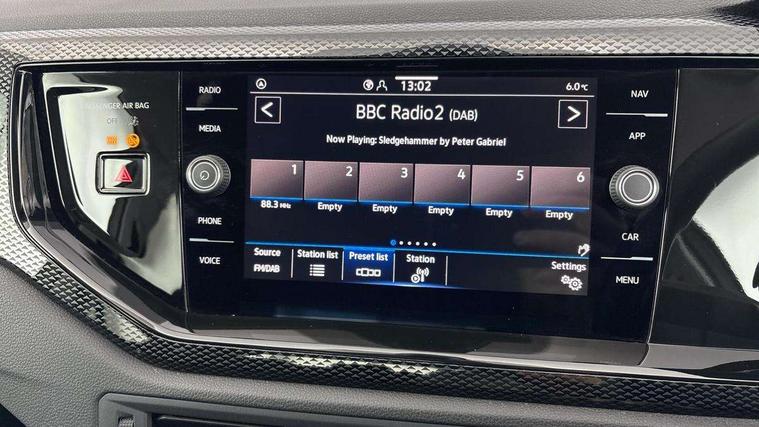 RADIO
MEDIA
PHONE
VOICE
PASSENGER AIR BAG
OFF
ON
13:02
6.0°C
BBC Radio2 (DAB)
Now Playing: Sledgehammer by Peter Gabriel
1 2 3 4 5 6
88.3 MHz Empty Empty Empty Empty Empty
Source
FM/DAB
Station list
Preset list
Station
Settings
NAV
APP
CAR
MENU